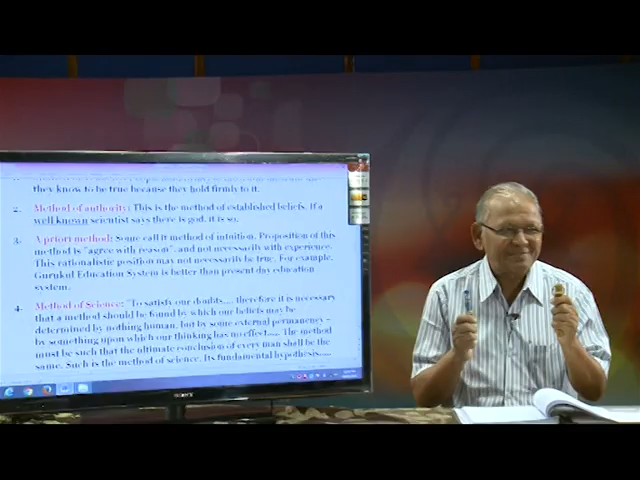 they know to be true because they hold firmly to it.
2. Method of authority: This is the method of established beliefs. If a
well known scientist says there is god, it is so.
3. A priori method: Some call it method of intuition. Proposition of this
method is "agree with reason", and not necessarily with experience.
This rationalistic position may not necessarily be true. For example,
Gurukul Education System is better than present day education
system.
4. Method of Science: "To satisfy our doubts.... therefore it is necessary
that a method should be found by which our beliefs may be
determined by nothing human, but by some external permanency –
by something upon which our thinking has no effect.... The method
must be such that the ultimate conclusion of every man shall be the
same. Such is the method of science. Its fundamental hypothesis....
SONY